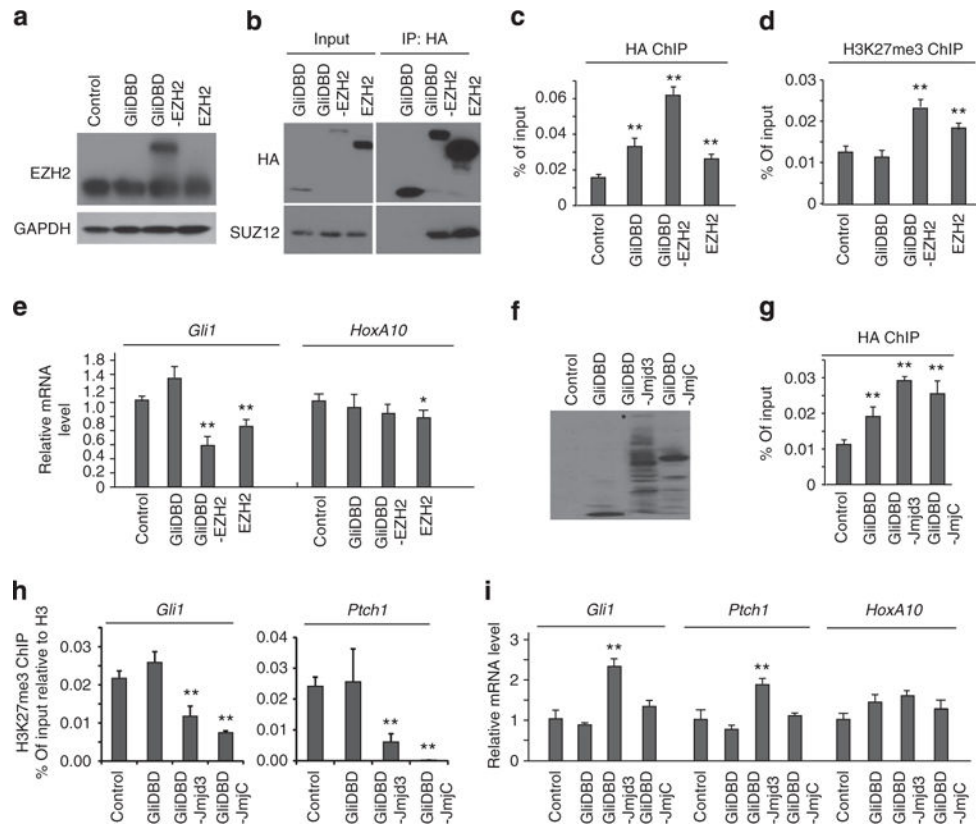 a
Control
GliDBD
GliDBD
-EZH2
EZH2
EZH2
GAPDH
b
Input
IP: HA
GliDBD
GliDBD
-EZH2
EZH2
GliDBD
GliDBD
-EZH2
EZH2
HA
SUZ12
c
HA ChIP
% of input
0.06
0.04
0.02
0
**
**
**
Control
GliDBD
GliDBD
-EZH2
EZH2
d
H3K27me3 ChIP
% Of input
0.03
0.02
0.01
0
**
**
Control
GliDBD
GliDBD
-EZH2
EZH2
e
Gli1
HoxA10
Relative mRNA
level
1.8
1.2
1.0
0.8
0.2
0
**
**
*
Control
GliDBD
GliDBD
-EZH2
EZH2
Control
GliDBD
GliDBD
-EZH2
EZH2
f
Control
GliDBD
GliDBD
-Jmjd3
GliDBD
-JmjC
g
HA ChIP
% Of input
0.03
0.02
0.01
0
**
**
**
Control
GliDBD
GliDBD
-Jmjd3
GliDBD
-JmjC
h
Gli1
Ptch1
H3K27me3 ChIP
% Of input relative to H3
0.03
0.02
0.01
0.00
**
**
0.04
0.03
0.02
0.01
0.00
**
**
Control
GliDBD
GliDBD
-Jmjd3
GliDBD
-JmjC
Control
GliDBD
GliDBD
-Jmjd3
GliDBD
-JmjC
i
Gli1
Ptch1
HoxA10
Relative mRNA level
3
2
1
0
**
**
Control
GliDBD
GliDBD
-Jmjd3
GliDBD
-JmjC
Control
GliDBD
GliDBD
-Jmjd3
GliDBD
-JmjC
Control
GliDBD
GliDBD
-Jmjd3
GliDBD
-JmjC